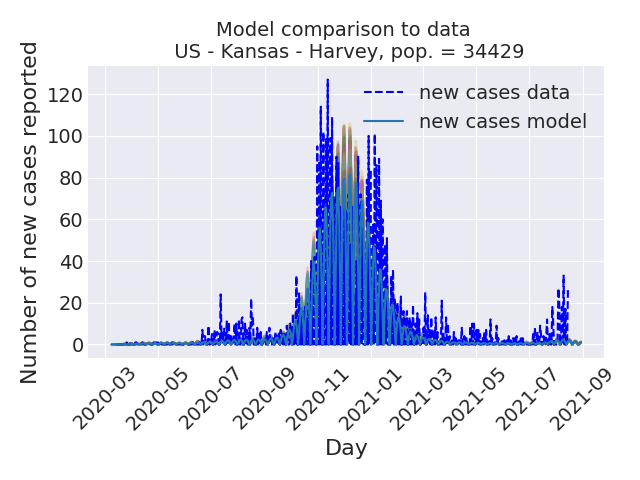 Model comparison to data
US - Kansas - Harvey, pop. = 34429
Number of new cases reported
120
100
80
60
40
20
0
new cases data
new cases model
2020-03
2020-05
2020-07
2020-09
2020-11
2021-01
2021-03
2021-05
2021-07
2021-09
Day